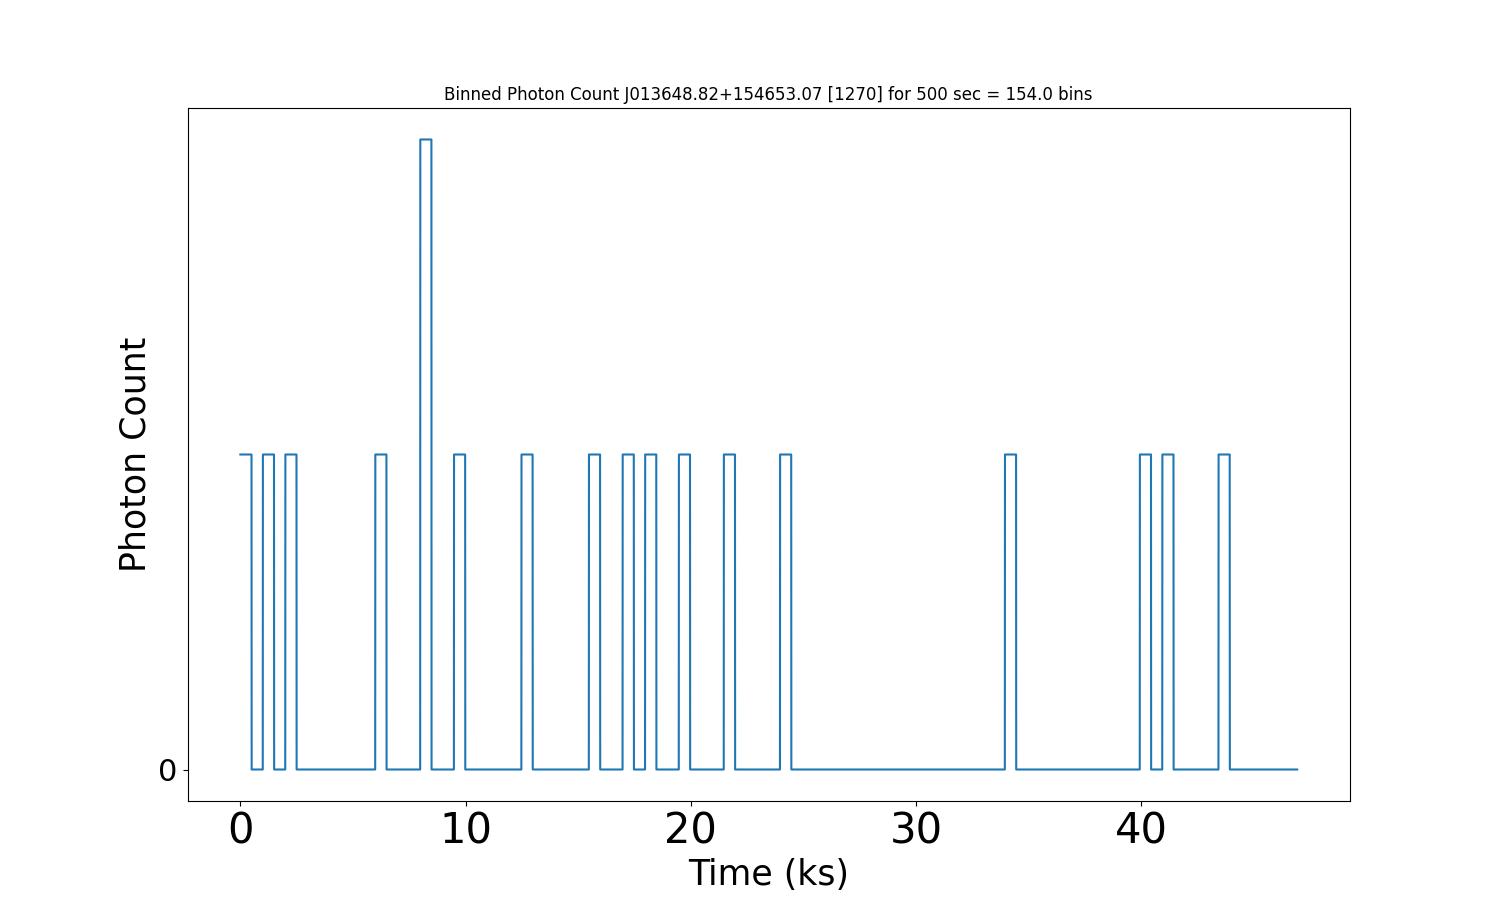 Binned Photon Count J013648.82+154653.07 [1270] for 500 sec = 154.0 bins
Photon Count
0
0 10 20 30 40
Time (ks)